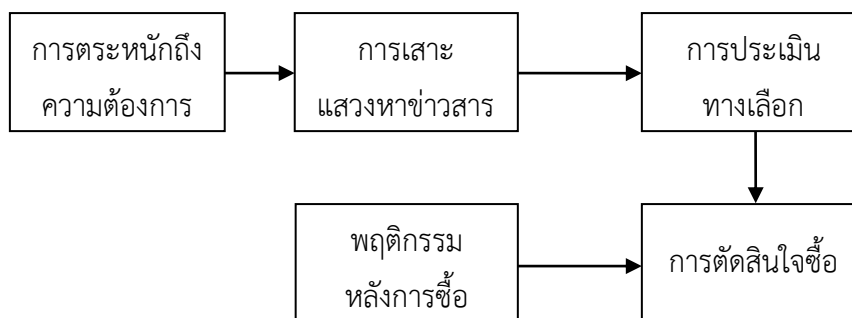 การตระหนักถึง
ความต้องการ
การเสาะ
แสวงหาข่าวสาร
การประเมิน
ทางเลือก
พฤติกรรม
หลังการซื้อ
การตัดสินใจซื้อ